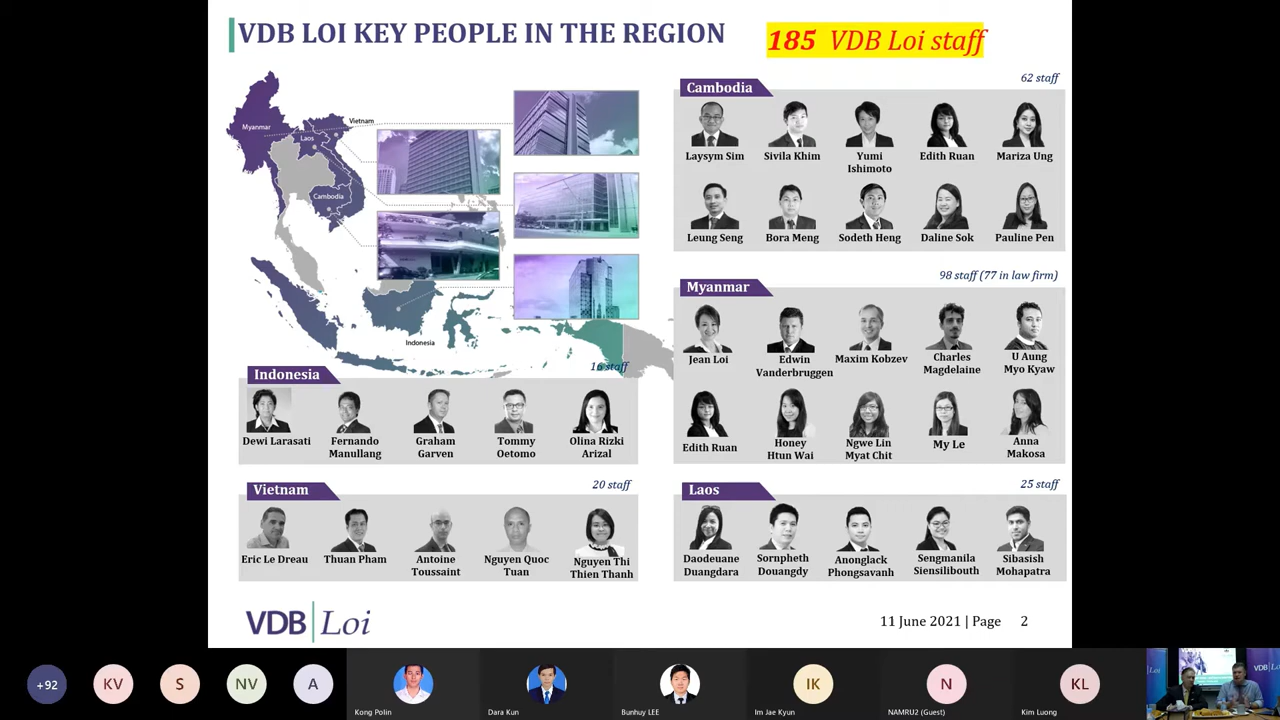 VDB LOI KEY PEOPLE IN THE REGION
185 VDB Loi staff
Myanmar
Laos
Vietnam
Cambodia
Indonesia
62 staff
Cambodia
Laysym Sim
Sivila Khim
Yumi
Ishimoto
Edith Ruan
Mariza Ung
Leung Seng
Bora Meng
Sodeth Heng
Daline Sok
Pauline Pen
98 staff (77 in law firm)
Myanmar
Jean Loi
Edwin
Vanderbruggen
Maxim Kobzev
Charles
Magdelaine
U Aung
Myo Kyaw
Edith Ruan
Honey
Htun Wai
Ngwe Lin
Myat Chit
My Le
Anna
Makosa
16 staff
Indonesia
Dewi Larasati
Fernando
Manullang
Graham
Garven
Tommy
Oetomo
Olina Rizki
Arizal
20 staff
Vietnam
Eric Le Dreau
Thuan Pham
Antoine
Toussaint
Nguyen Quoc
Tuan
Nguyen Thi
Thien Thanh
25 staff
Laos
Daodeuane
Duangdara
Sornpheth
Douangdy
Anonglack
Phongsavanh
Sengmanila
Siensilibouth
Sibasish
Mohapatra
VDB Loi
11 June 2021 | Page 2
+92
KV
S
NV
A
Kong Polin
Dara Kun
Bunhuy LEE
IK
Im Jae Kyun
N
NAMRU2 (Guest)
KL
Kim Luong
Loi
VDB L